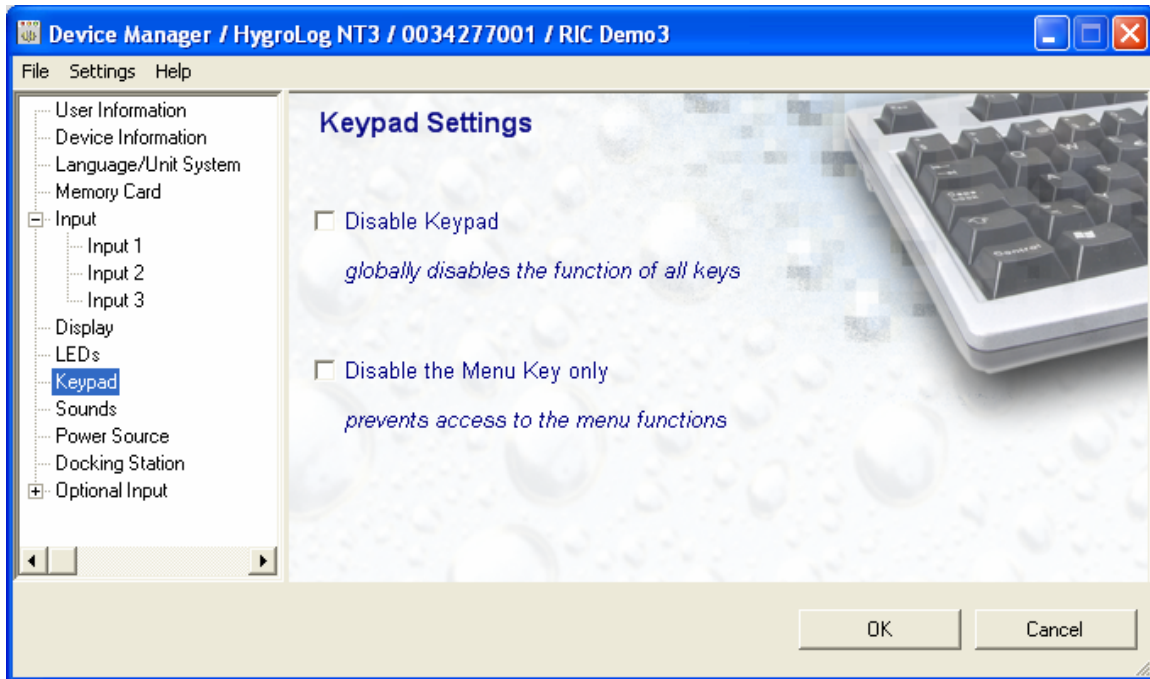 Device Manager / HygroLog NT3 / 0034277001 / RIC Demo3
File Settings Help
User Information
Device Information
Language/Unit System
Memory Card
Input
Input 1
Input 2
Input 3
Display
LEDs
Keypad
Sounds
Power Source
Docking Station
Optional Input
Keypad Settings
Disable Keypad
globally disables the function of all keys
Disable the Menu Key only
prevents access to the menu functions
Control
OK Cancel